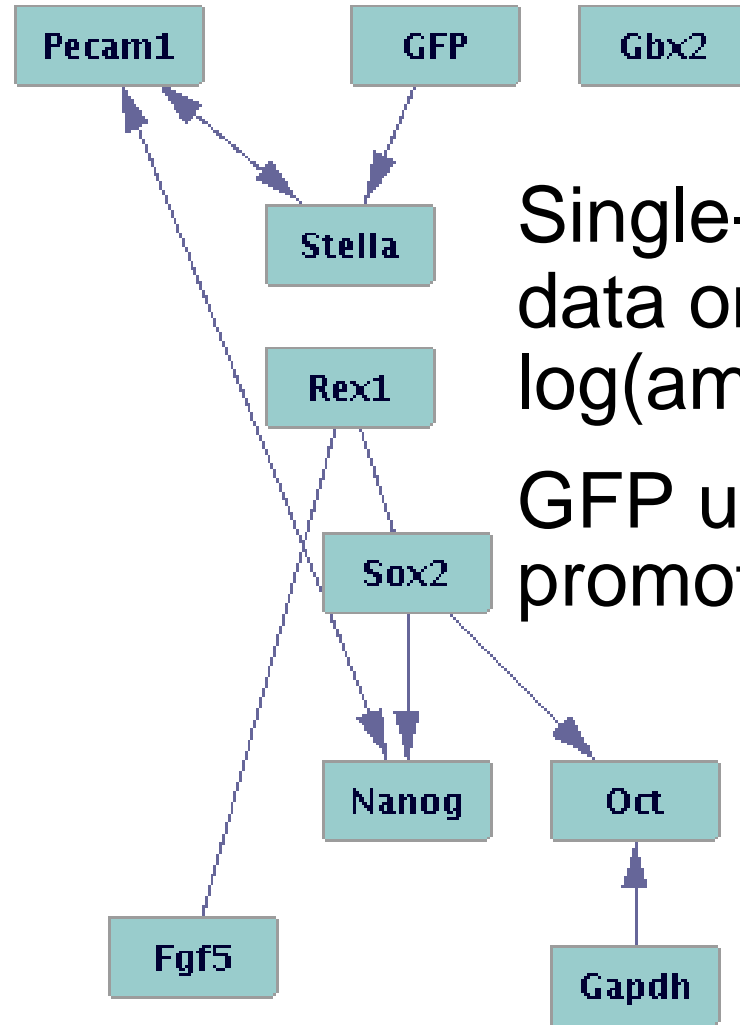 Pecam1 GFP Gbx2
Stella
Single-
data o
log(am
Rex1
GFP u
promo
Sox2
Nanog Oct
Fgf5
Gapdh